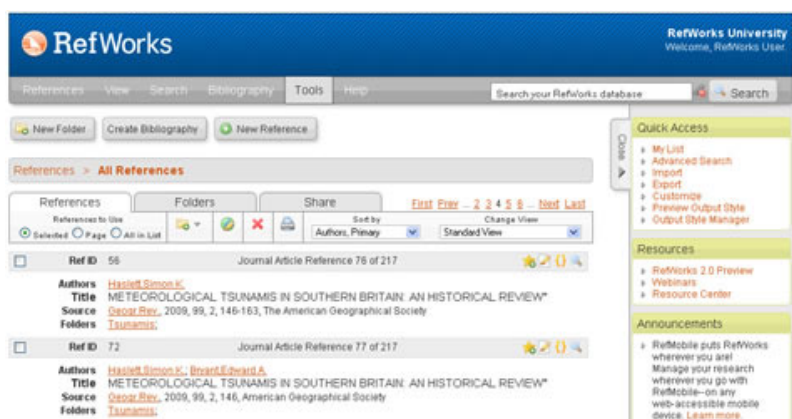 RefWorks
RefWorks University
Welcome, RefWorks User.
References View Search Bibliography Tools Help
Search your RefWorks database
Search
New Folder
Create Bibliography
New Reference
Close
References > All References
References
Folders
Share
First Prev ... 2 3 4 5 6 ... Next Last
References to Use
Selected Page All in List
Sort by
Authors, Primary
Change View
Standard View
Ref ID 56 Journal Article Reference 76 of 217
Authors Haslett,Simon K.
Title METEOROLOGICAL TSUNAMIS IN SOUTHERN BRITAIN: AN HISTORICAL REVIEW*
Source Geogr.Rev., 2009, 99, 2, 146-163, The American Geographical Society
Folders Tsunamis;
Ref ID 72 Journal Article Reference 77 of 217
Authors Haslett,Simon K.; Bryant,Edward A.
Title METEOROLOGICAL TSUNAMIS IN SOUTHERN BRITAIN: AN HISTORICAL REVIEW*
Source Geogr.Rev., 2009, 99, 2, 146, American Geographical Society
Folders Tsunamis;
Quick Access
My List
Advanced Search
Import
Export
Customize
Preview Output Style
Output Style Manager
Resources
RefWorks 2.0 Preview
Webinars
Resource Center
Announcements
RefMobile puts RefWorks
wherever you are!
Manage your research
wherever you go with
RefMobile--on any
web-accessible mobile
device. Learn more.